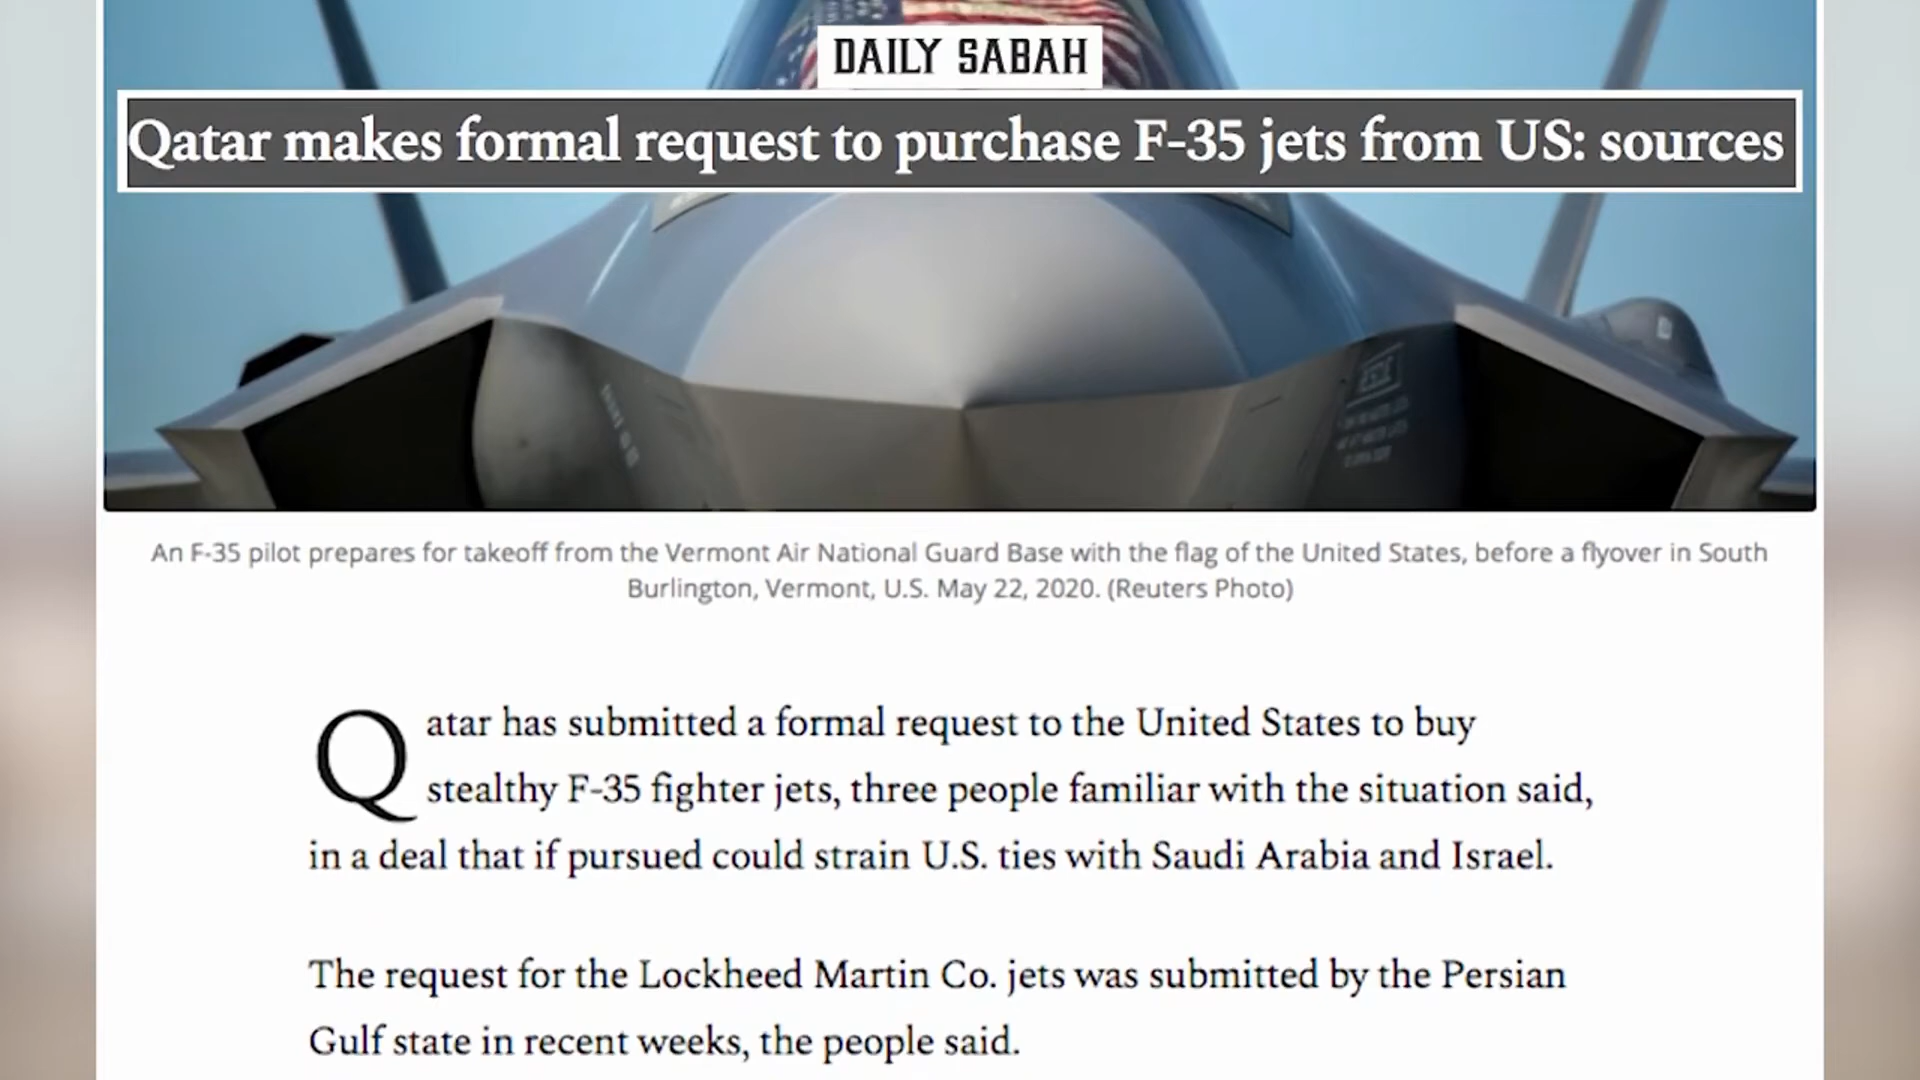 DAILY SABAH
Qatar makes formal request to purchase F-35 jets from US: sources
An F-35 pilot prepares for takeoff from the Vermont Air National Guard Base with the flag of the United States, before a flyover in South
Burlington, Vermont, U.S. May 22, 2020. (Reuters Photo)
Qatar has submitted a formal request to the United States to buy
stealthy F-35 fighter jets, three people familiar with the situation said,
in a deal that if pursued could strain U.S. ties with Saudi Arabia and Israel.
The request for the Lockheed Martin Co. jets was submitted by the Persian
Gulf state in recent weeks, the people said.